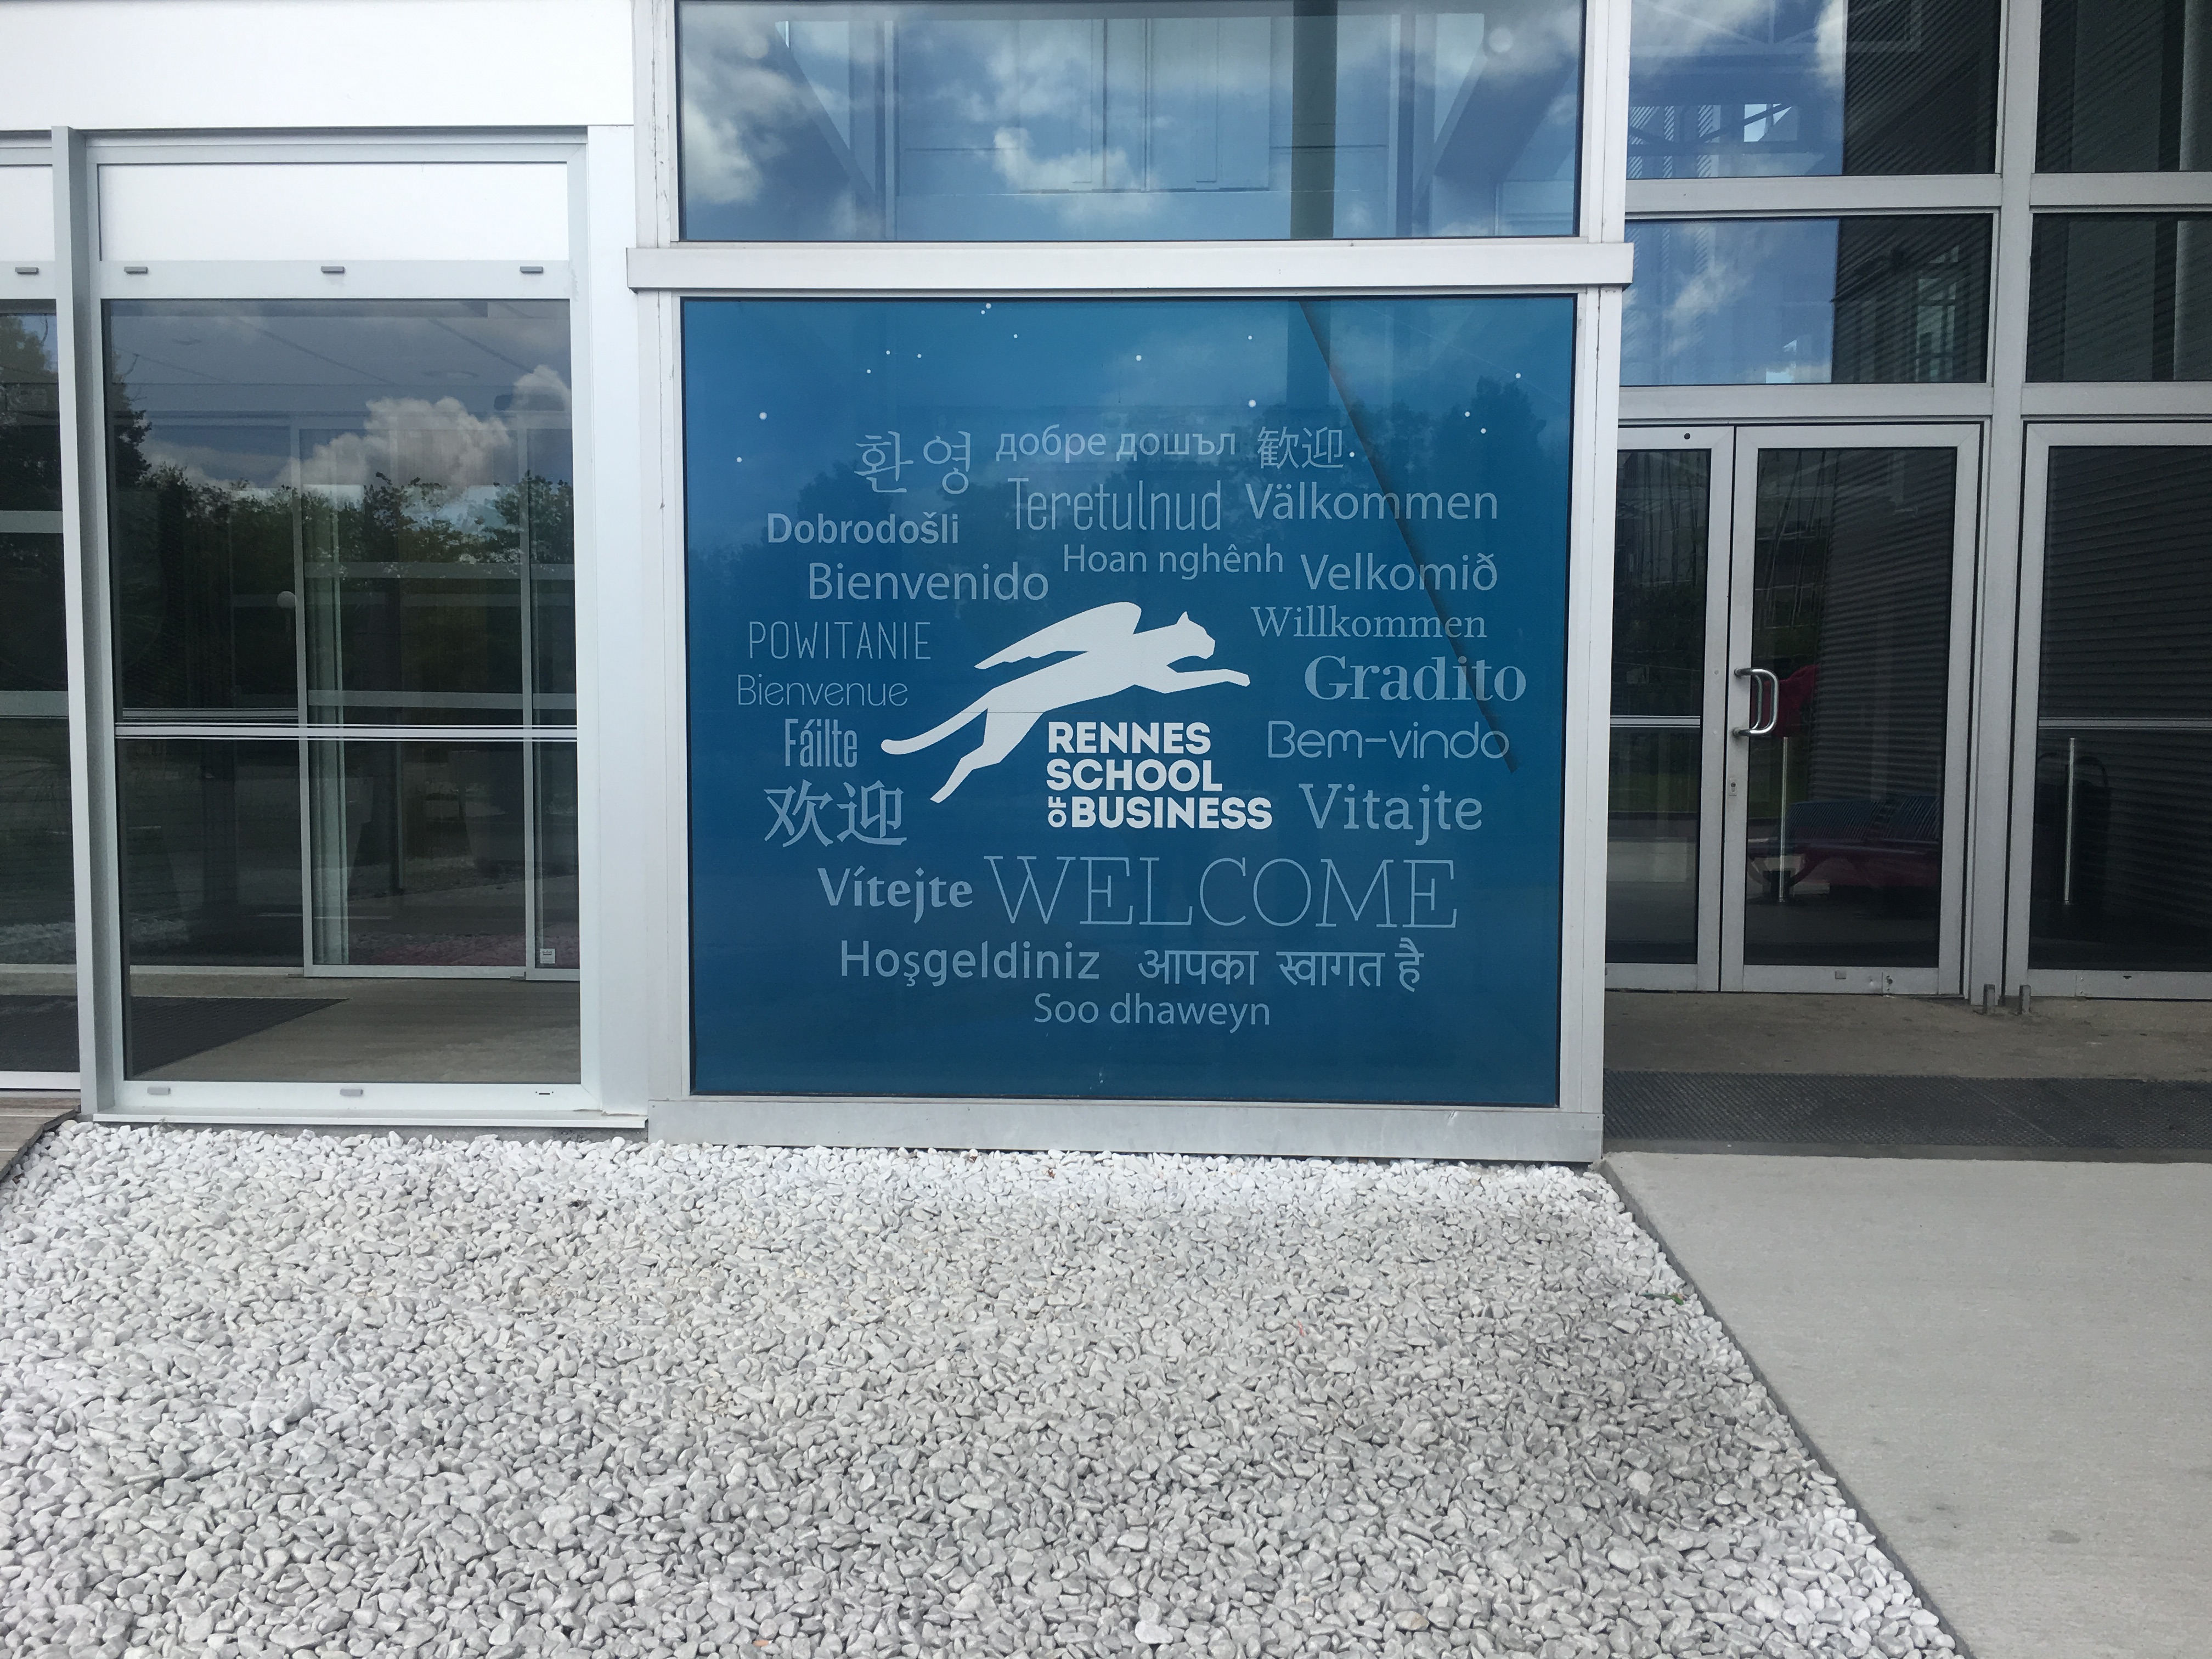 환영 добре дошъл 歓迎
Dobrodošli Teretulnud Välkommen
Bienvenido Hoan nghênh Velkomið
POWITANIE Willkommen
Bienvenue Gradito
Fáilte RENNES Bem-vindo
欢迎 SCHOOL Vitajte
OF BUSINESS
Vítejte WELCOME
Hoşgeldiniz आपका स्वागत है
Soo dhaweyn